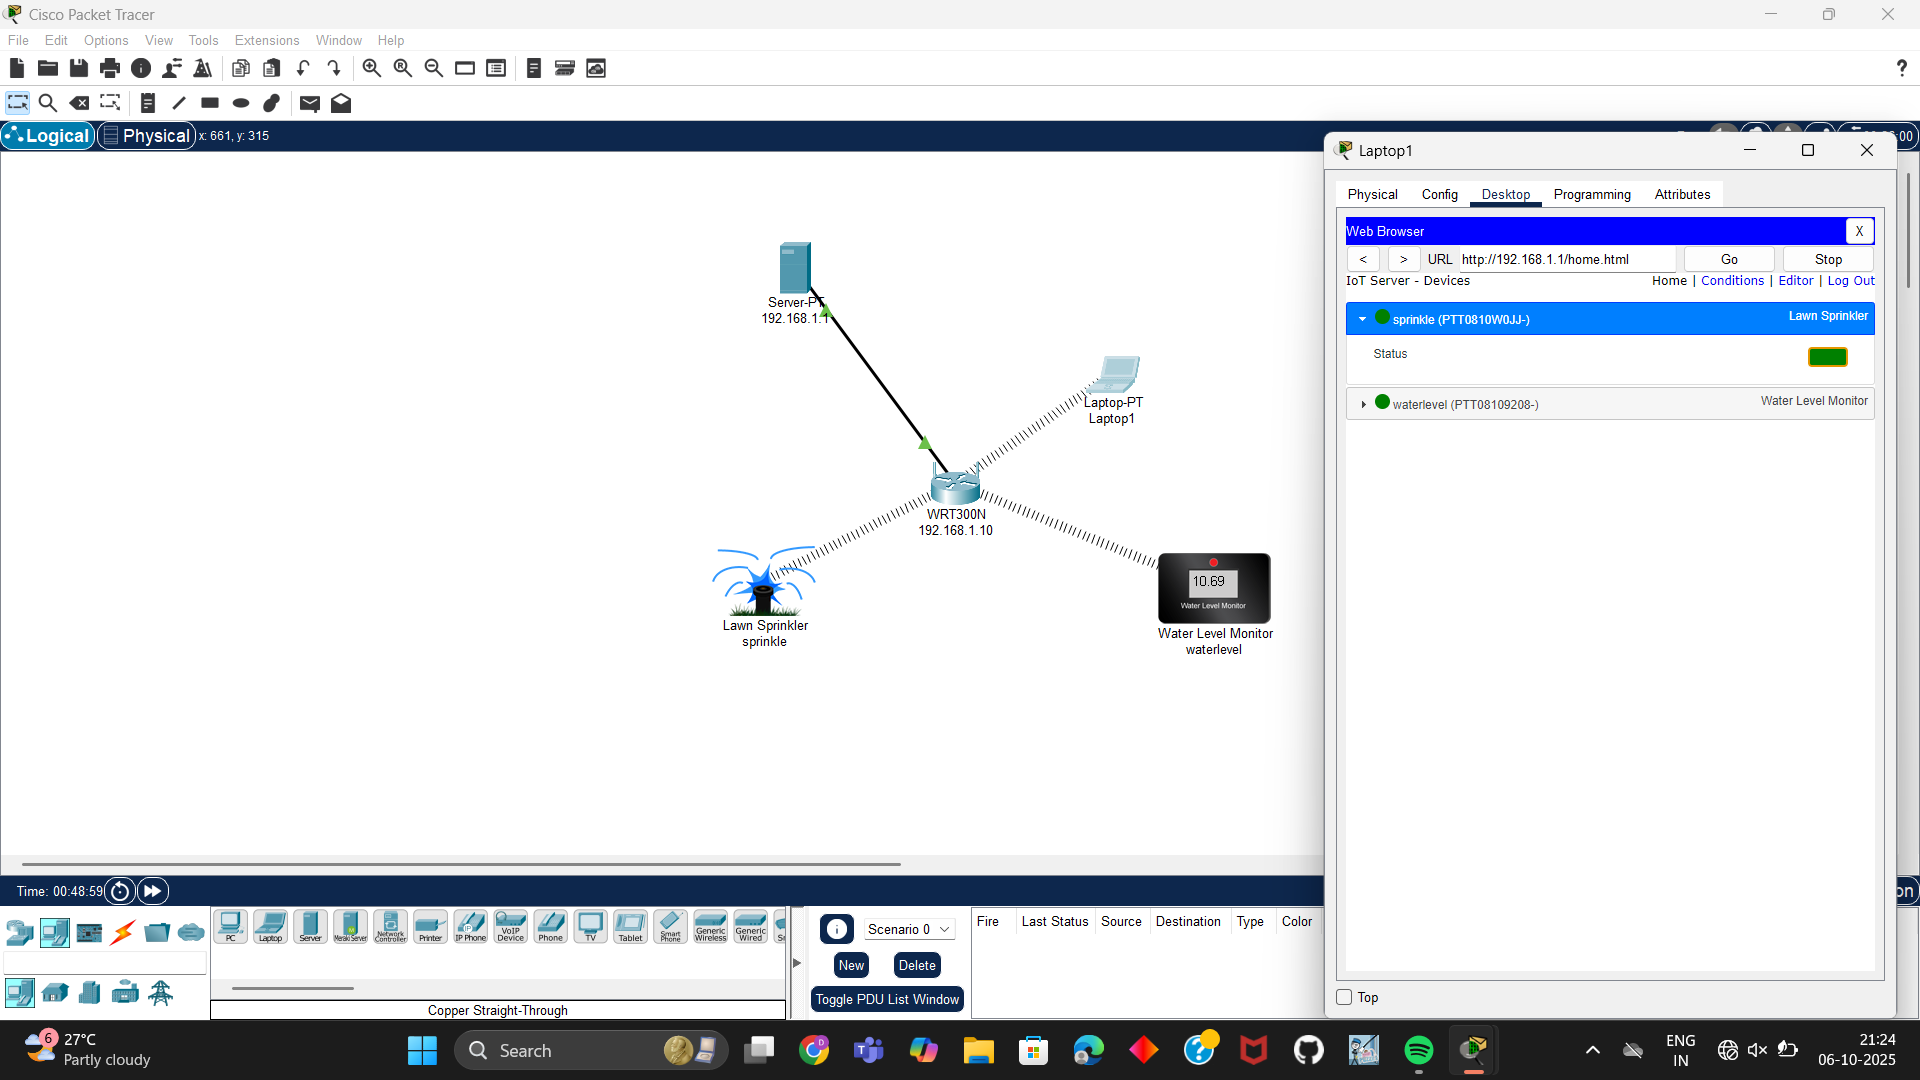 Cisco Packet Tracer
File Edit Options View Tools Extensions Window Help
?
Logical Physical x: 661, y: 315
:00
Server-PT
192.168.1.1
Laptop-PT
Laptop1
WRT300N
192.168.1.10
Lawn Sprinkler
sprinkle
10.69
Water Level Monitor
Water Level Monitor
waterlevel
Laptop1
Physical Config Desktop Programming Attributes
Web Browser X
< > URL http://192.168.1.1/home.html Go Stop
IoT Server - Devices Home | Conditions | Editor | Log Out
sprinkle (PTT0810W0JJ-) Lawn Sprinkler
Status
waterlevel (PTT08109208-) Water Level Monitor
Top
Time: 00:48:59
on
PC Laptop Server Meraki Server Network Controller Printer IP Phone VoIP Device Phone TV Tablet Smart Phone Generic Wireless Generic Wired
Copper Straight-Through
Scenario 0
New Delete
Toggle PDU List Window
Fire Last Status Source Destination Type Color
6 27°C
Partly cloudy
Search
D
ENG
IN
21:24
06-10-2025